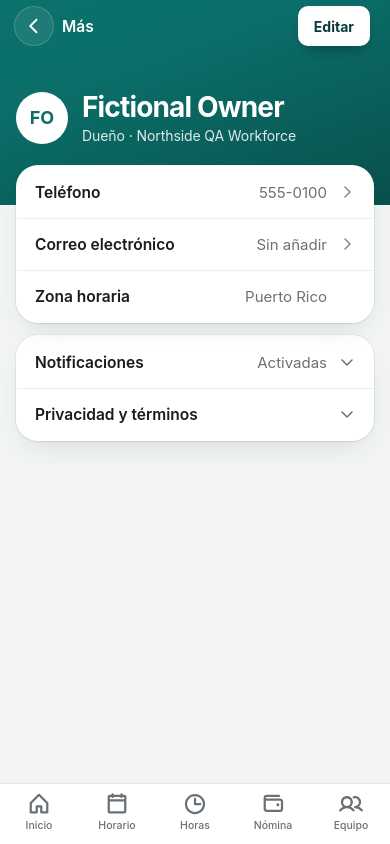 Más
Editar
FO
Fictional Owner
Dueño · Northside QA Workforce
Teléfono 555-0100
Correo electrónico Sin añadir
Zona horaria Puerto Rico
Notificaciones Activadas
Privacidad y términos
Inicio Horario Horas Nómina Equipo